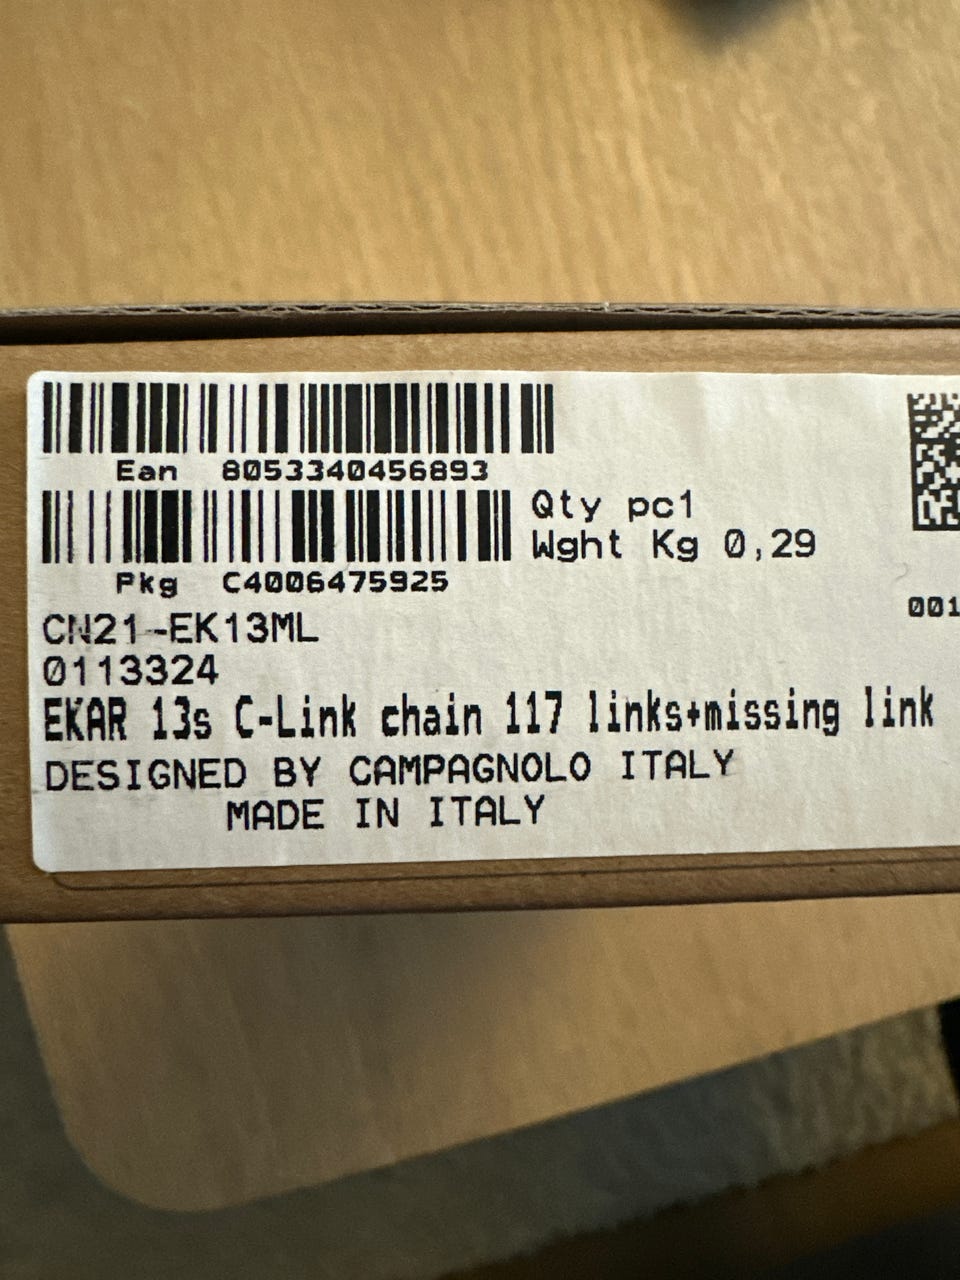 Ean 8053340456893
Qty pc1
Wght Kg 0,29
Pkg C4006475925
001
CN21-EK13ML
0113324
EKAR 13s C-Link chain 117 links+missing link
DESIGNED BY CAMPAGNOLO ITALY
MADE IN ITALY